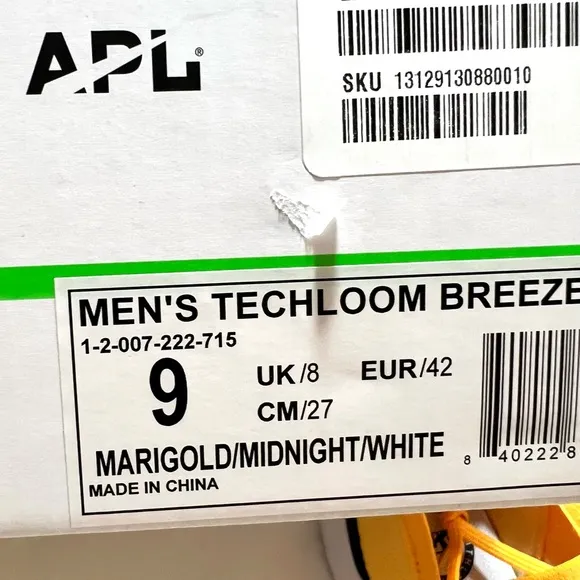 APL®
SKU 13129130880010
MEN'S TECHLOOM BREEZE
1-2-007-222-715
9 UK/8 EUR/42
CM/27
MARIGOLD/MIDNIGHT/WHITE
MADE IN CHINA
8 40222 8